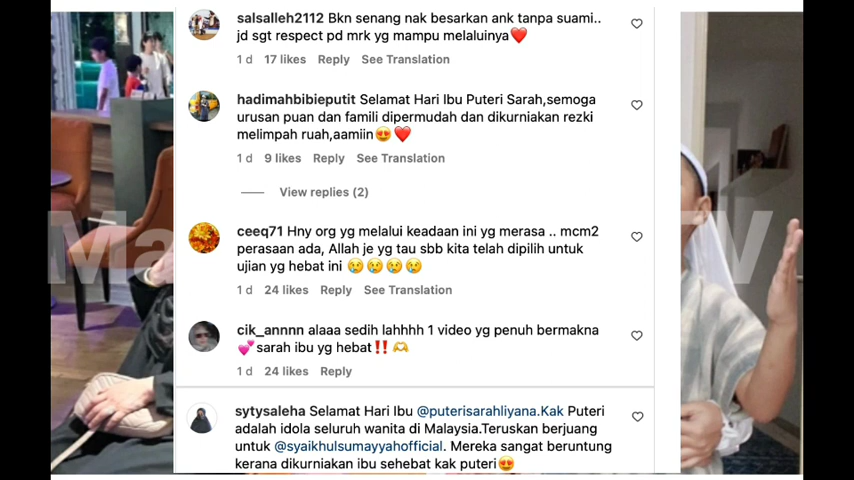 salsalleh2112 Bkn senang nak besarkan ank tanpa suami..
jd sgt respect pd mrk yg mampu melaluinya❤️
1 d 17 likes Reply See Translation
hadimahbibieputit Selamat Hari Ibu Puteri Sarah,semoga
urusan puan dan famili dipermudah dan dikurniakan rezki
melimpah ruah,aamiin😍❤️
1 d 9 likes Reply See Translation
View replies (2)
ceeq71 Hny org yg melalui keadaan ini yg merasa .. mcm2
perasaan ada, Allah je yg tau sbb kita telah dipilih untuk
ujian yg hebat ini 😢😢😢😢
1 d 24 likes Reply See Translation
cik_annnn alaaa sedih lahhhh 1 video yg penuh bermakna
💞sarah ibu yg hebat‼️🫶
1 d 24 likes Reply
sytysaleha Selamat Hari Ibu @puterisarahliyana.Kak Puteri
adalah idola seluruh wanita di Malaysia.Teruskan berjuang
untuk @syaikhulsumayyahofficial. Mereka sangat beruntung
kerana dikurniakan ibu sehebat kak puteri😍